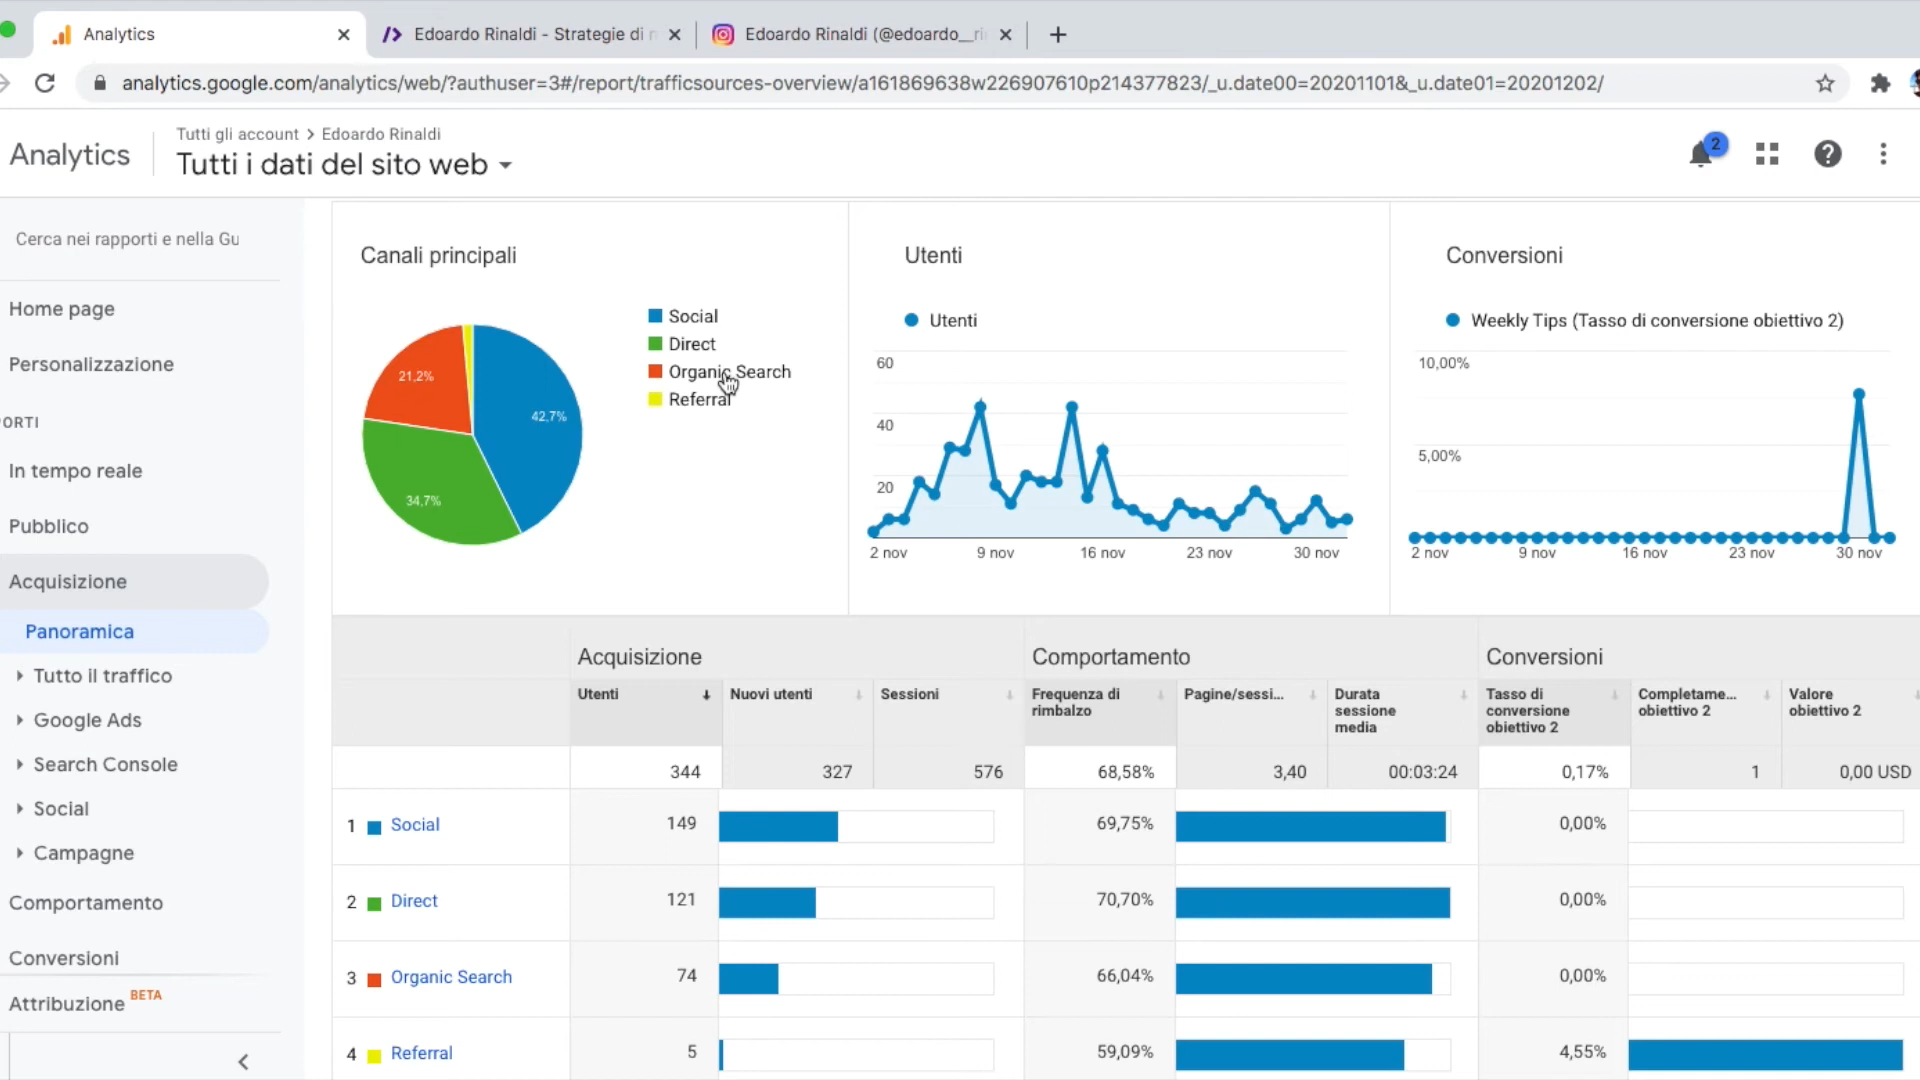 Analytics
Edoardo Rinaldi - Strategie di
Edoardo Rinaldi (@edoardo__ri
analytics.google.com/analytics/web/?authuser=3#/report/trafficsources-overview/a161869638w226907610p214377823/_u.date00=20201101&_u.date01=20201202/
Analytics
Tutti gli account > Edoardo Rinaldi
Tutti i dati del sito web
2
Cerca nei rapporti e nella Gu
Home page
Personalizzazione
ORTI
In tempo reale
Pubblico
Acquisizione
Panoramica
Tutto il traffico
Google Ads
Search Console
Social
Campagne
Comportamento
Conversioni
Attribuzione BETA
Canali principali
Social
Direct
Organic Search
Referral
21,2%
42,7%
34,7%
Utenti
Utenti
60
40
20
2 nov 9 nov 16 nov 23 nov 30 nov
Conversioni
Weekly Tips (Tasso di conversione obiettivo 2)
10,00%
5,00%
2 nov 9 nov 16 nov 23 nov 30 nov
Acquisizione Comportamento Conversioni
Utenti Nuovi utenti Sessioni Frequenza di rimbalzo Pagine/sessi... Durata sessione media Tasso di conversione obiettivo 2 Completame... obiettivo 2 Valore obiettivo 2
344 327 576 68,58% 3,40 00:03:24 0,17% 1 0,00 USD
1 Social 149 69,75% 0,00%
2 Direct 121 70,70% 0,00%
3 Organic Search 74 66,04% 0,00%
4 Referral 5 59,09% 4,55%